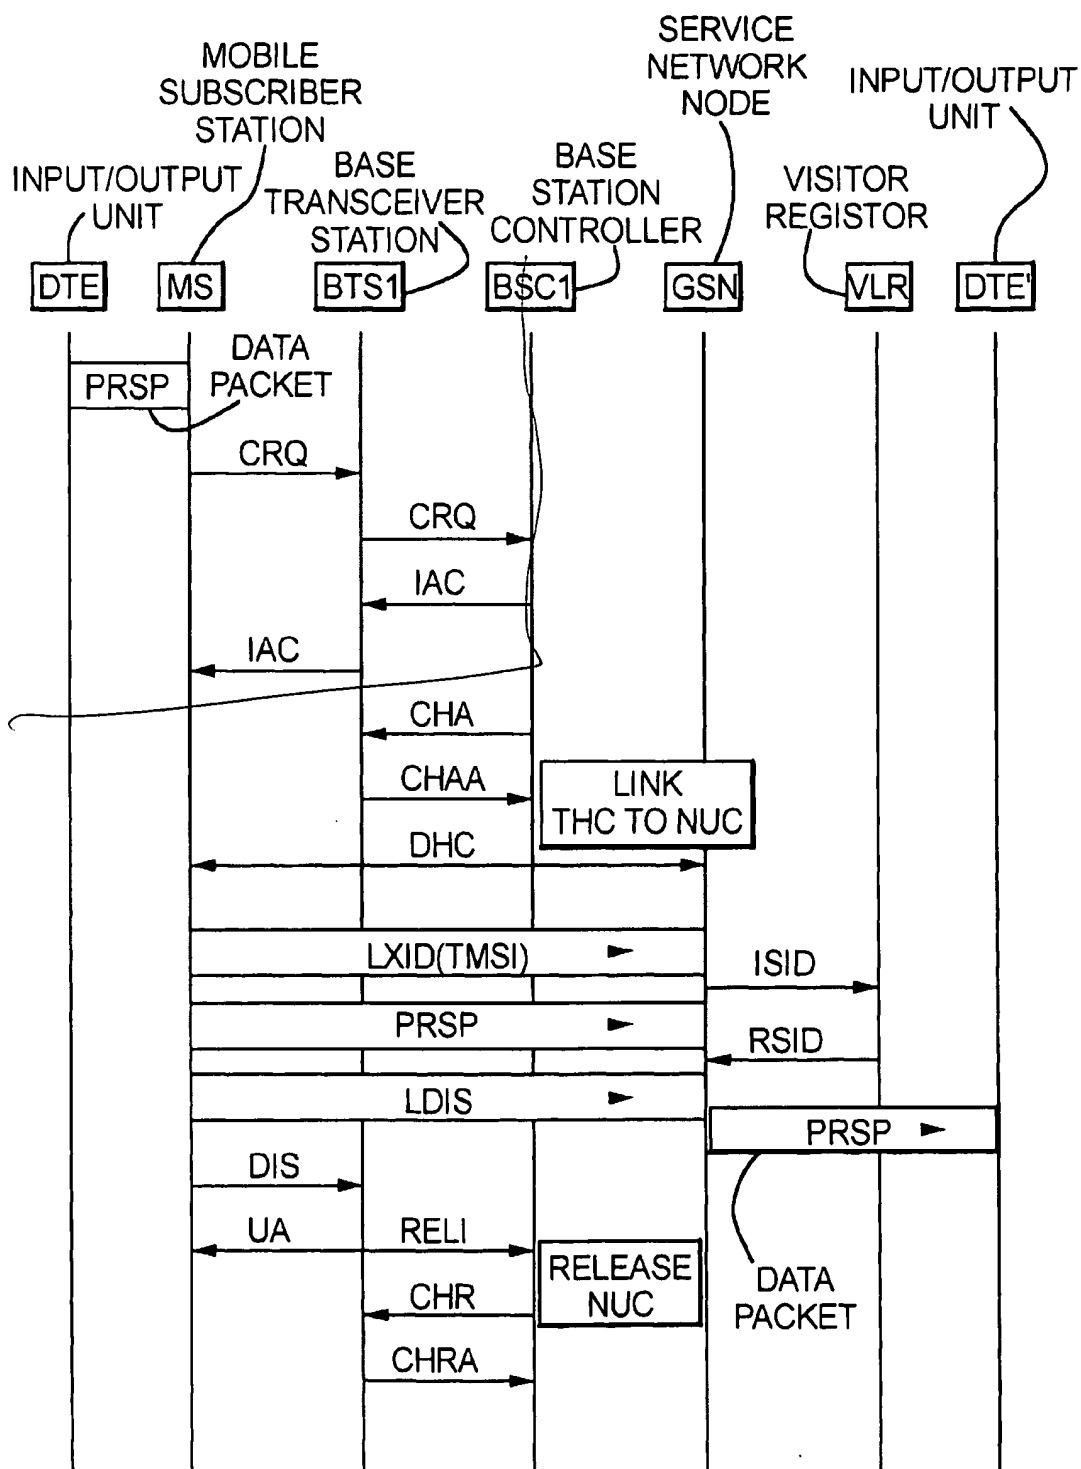 MOBILE
SUBSCRIBER
STATION
SERVICE
NETWORK
NODE
INPUT/OUTPUT
UNIT
INPUT/OUTPUT
UNIT
BASE
TRANSCEIVER
STATION
BASE
STATION
CONTROLLER
VISITOR
REGISTOR
DTE
MS
BTS1
BSC1
GSN
VLR
DTE'
PRSP
DATA
PACKET
CRQ
CRQ
IAC
IAC
CHA
CHAA
LINK
THC TO NUC
DHC
LXID(TMSI)
ISID
PRSP
RSID
LDIS
PRSP
DIS
UA
RELI
RELEASE
NUC
DATA
PACKET
CHR
CHRA